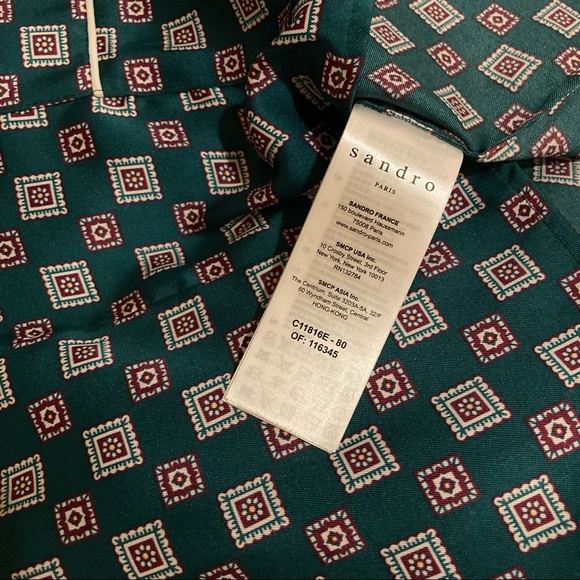 sandro
PARIS
SANDRO FRANCE
150 boulevard Haussmann
75008 Paris
www.sandro-paris.com
SMCP USA Inc.
10 Crosby Street, 3rd Floor
New York, New York 10013
RN132784
SMCP ASIA Inc.
The Centrium, Suite 3203A-5A, 32/F
60 Wyndham Street, Central
HONG-KONG
C11816E - 80
OF: 116345